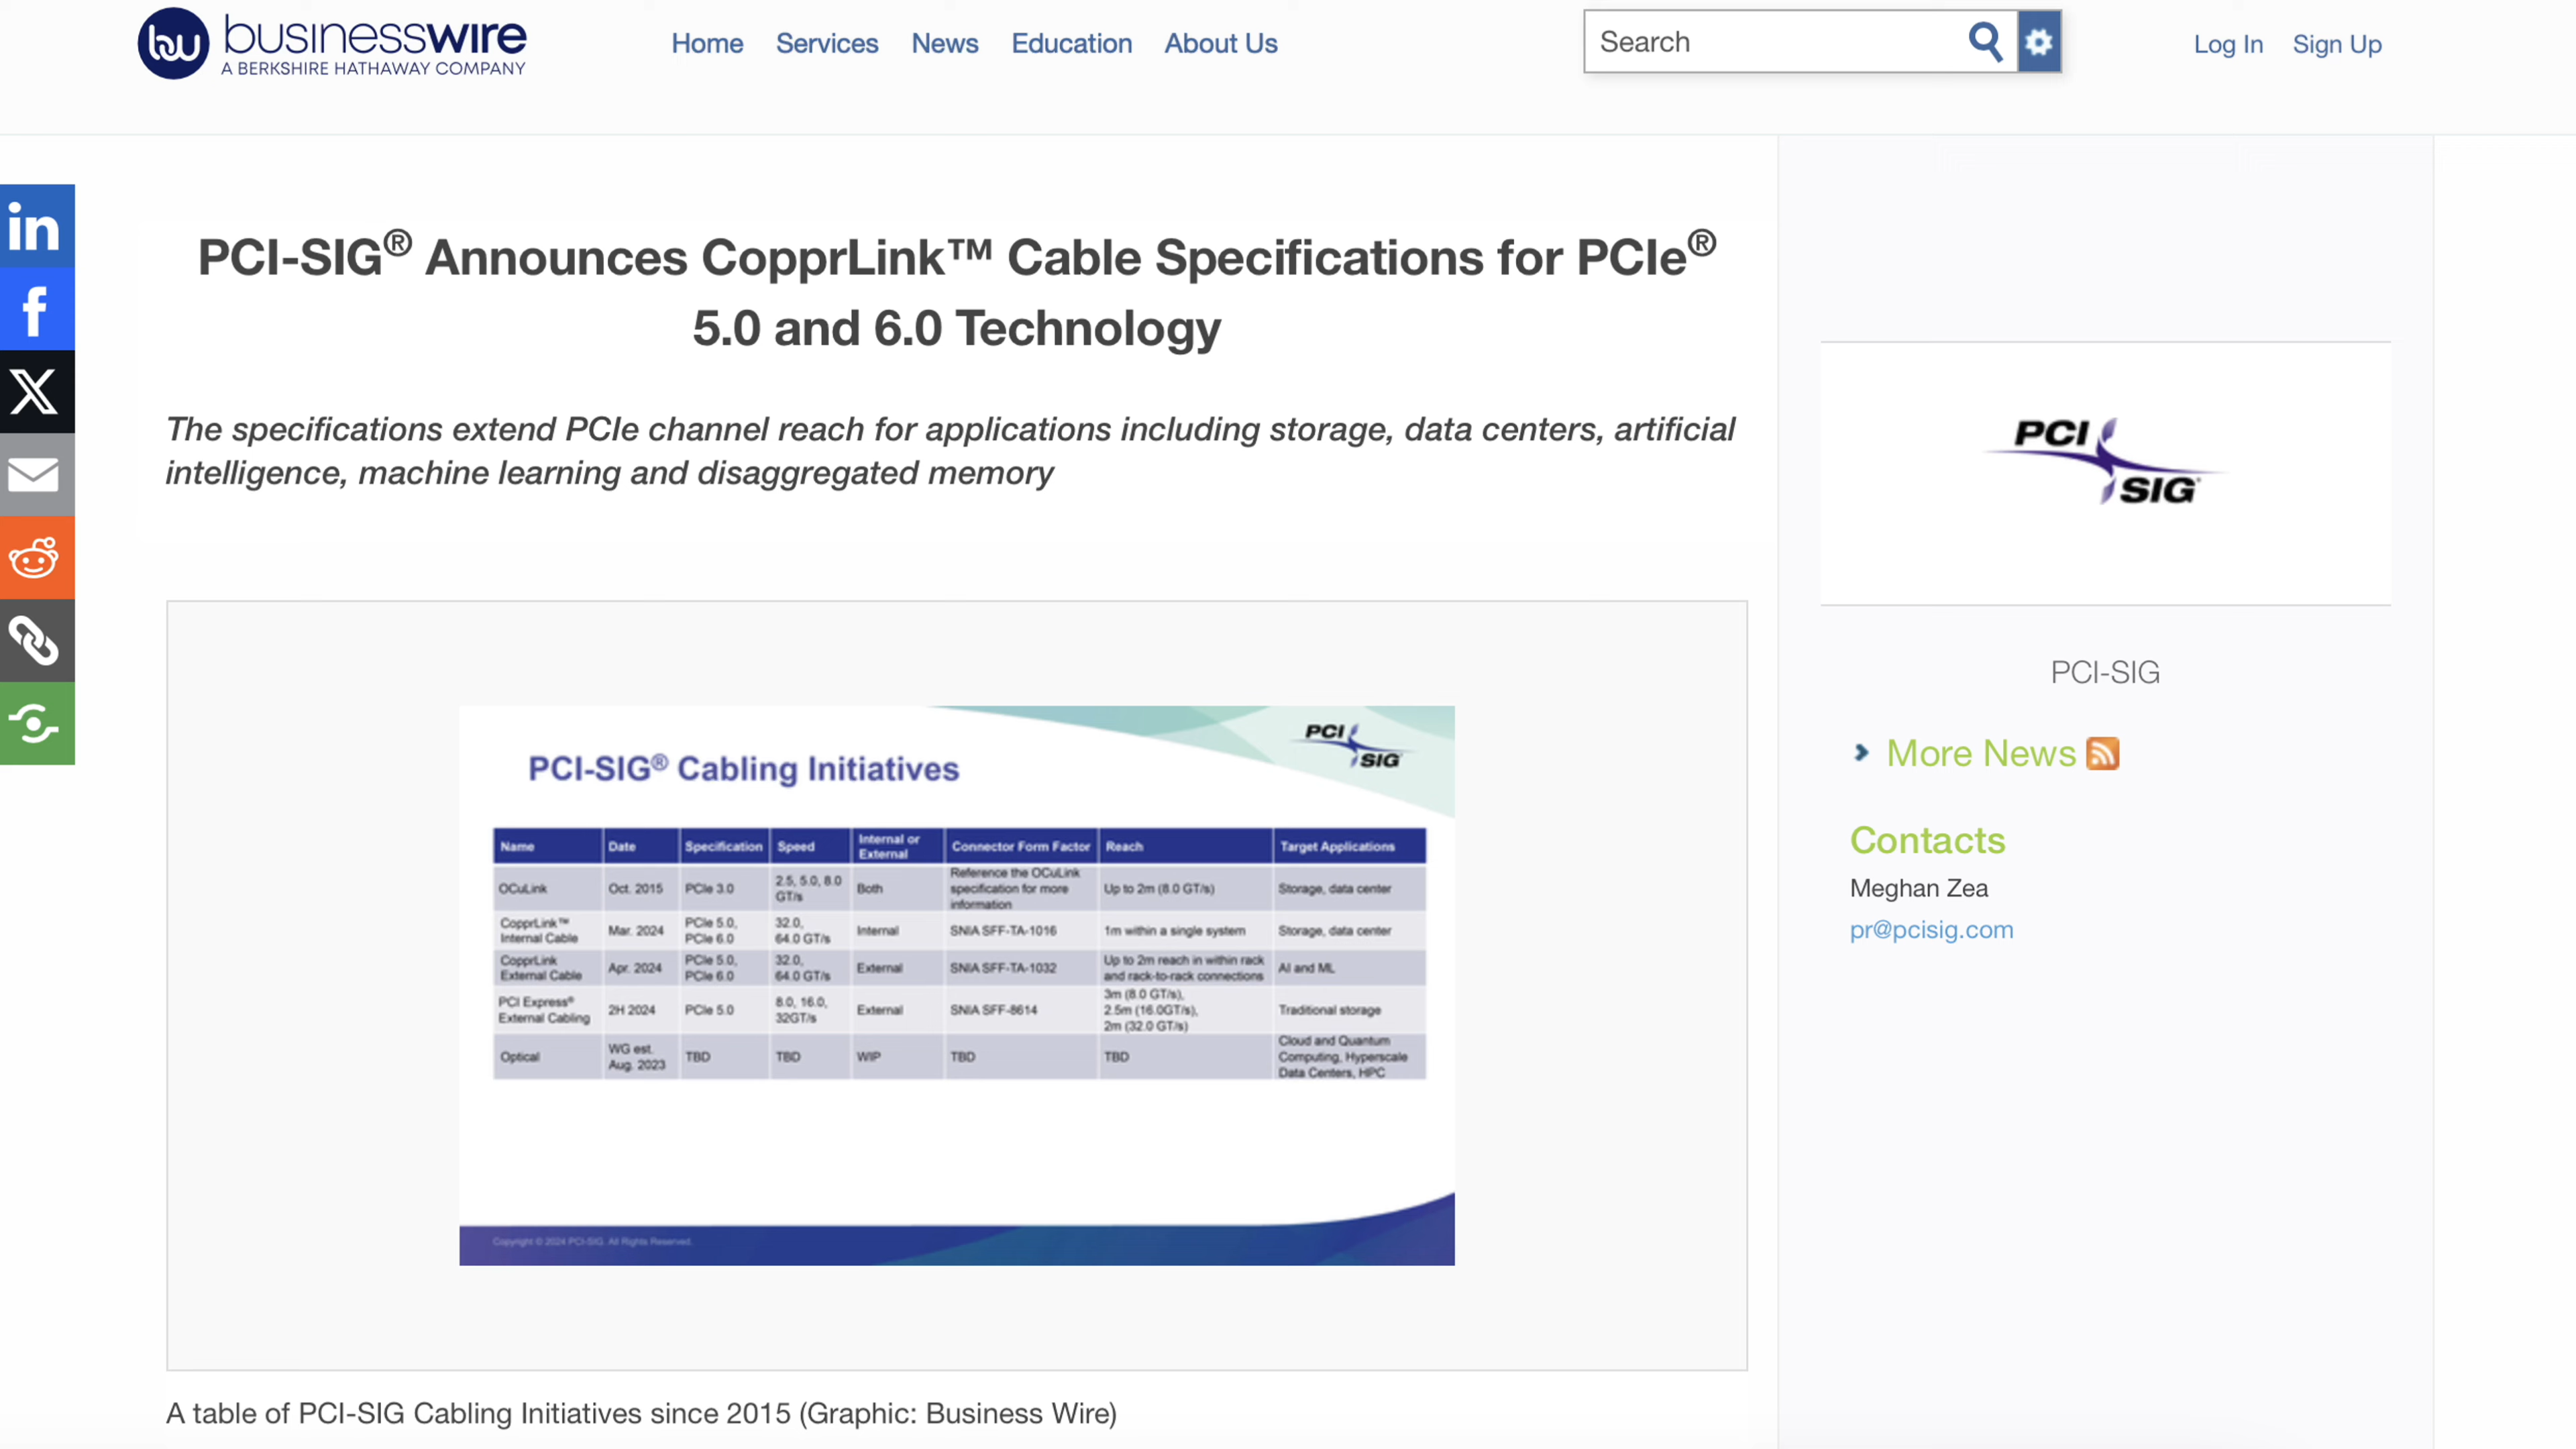 businesswire
A BERKSHIRE HATHAWAY COMPANY
Home Services News Education About Us
Search
Log In Sign Up
PCI-SIG® Announces CopprLink™ Cable Specifications for PCIe®
5.0 and 6.0 Technology
The specifications extend PCIe channel reach for applications including storage, data centers, artificial
intelligence, machine learning and disaggregated memory
PCI SIG
PCI-SIG® Cabling Initiatives
Name Date Specification Speed Internal or External Connector Form Factor Reach Target Applications
OCuLink Oct. 2015 PCIe 3.0 2.5, 5.0, 8.0 GT/s Both Reference the OCuLink specification for more information Up to 2m (8.0 GT/s) Storage, data center
CopprLink™ Internal Cable Mar. 2024 PCIe 5.0, PCIe 6.0 32.0, 64.0 GT/s Internal SNIA SFF-TA-1016 1m within a single system Storage, data center
CopprLink External Cable Apr. 2024 PCIe 5.0, PCIe 6.0 32.0, 64.0 GT/s External SNIA SFF-TA-1032 Up to 2m reach in within rack and rack-to-rack connections AI and ML
PCI Express® External Cabling 2H 2024 PCIe 5.0 8.0, 16.0, 32GT/s External SNIA SFF-8614 3m (8.0 GT/s), 2.5m (16.0GT/s), 2m (32.0 GT/s) Traditional storage
Optical WG est. Aug. 2023 TBD TBD WIP TBD TBD Cloud and Quantum Computing, Hyperscale Data Centers, HPC
Copyright © 2024 PCI-SIG. All Rights Reserved.
A table of PCI-SIG Cabling Initiatives since 2015 (Graphic: Business Wire)
PCI SIG
PCI-SIG
More News
Contacts
Meghan Zea
pr@pcisig.com